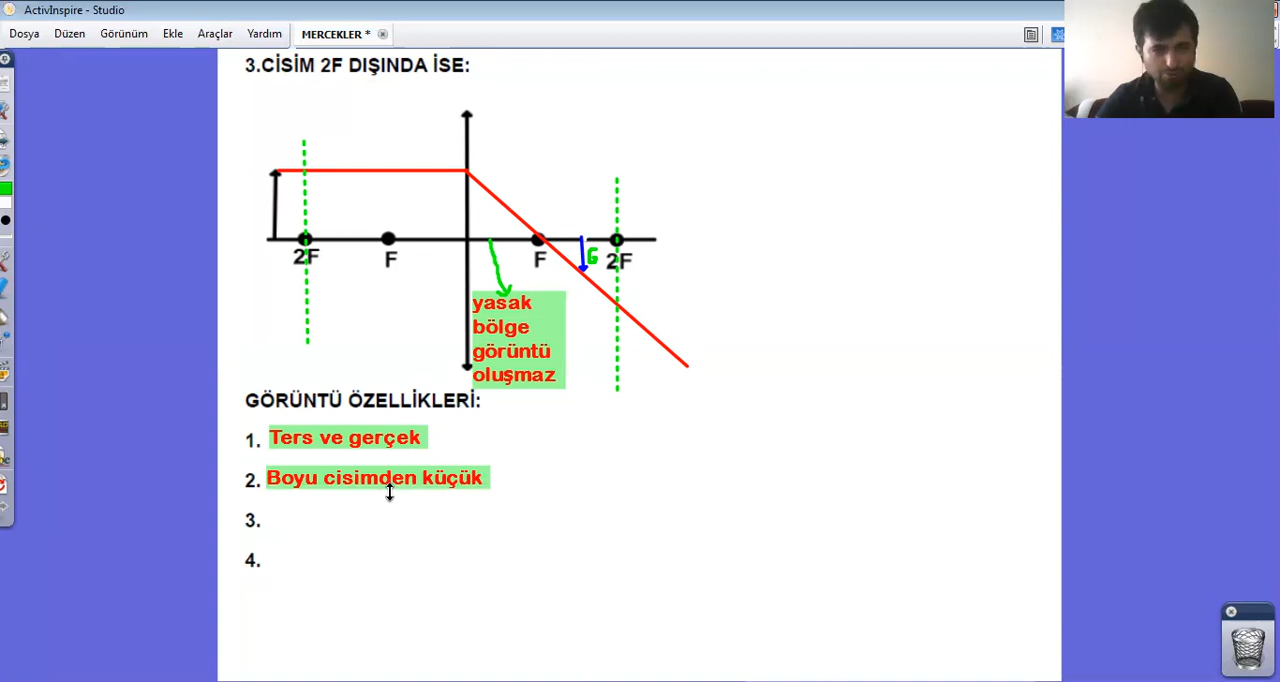 ActivInspire - Studio
Dosya Düzen Görünüm Ekle Araçlar Yardım MERCEKLER *
3.CİSİM 2F DIŞINDA İSE:
2F F F G 2F
yasak
bölge
görüntü
oluşmaz
GÖRÜNTÜ ÖZELLİKLERİ:
1. Ters ve gerçek
2. Boyu cisimden küçük
3.
4.